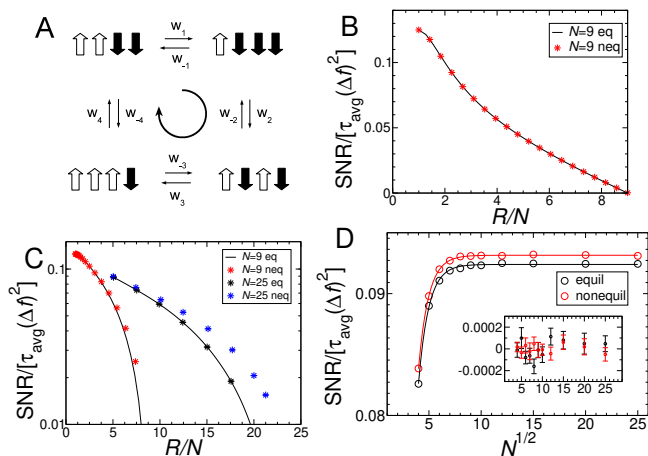 A
w1
w-1
w4
w-4
w-2
w2
w-3
w3
B
N=9 eq
N=9 neq
SNR/[τavg(Δf)²]
0.1
0.05
0
0
2
4
6
8
R/N
C
N=9 eq
N=9 neq
N=25 eq
N=25 neq
SNR/[τavg(Δf)²]
0.1
0.01
0
5
10
15
20
25
R/N
D
equil
nonequil
SNR/[τavg(Δf)²]
0.09
0.08
0.0002
0
-0.0002
5 10 15 20 25
5
10
15
20
25
N^1/2